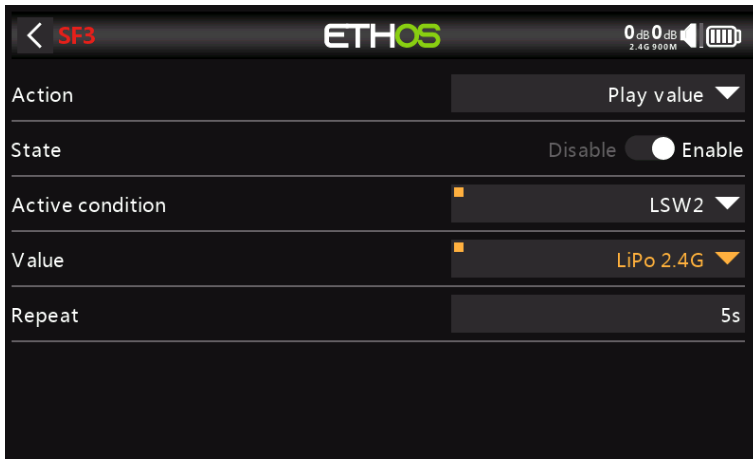 SF3 ETHOS 0dB 0dB
2.4G 900M
Action Play value
State Disable Enable
Active condition LSW2
Value LiPo 2.4G
Repeat 5s